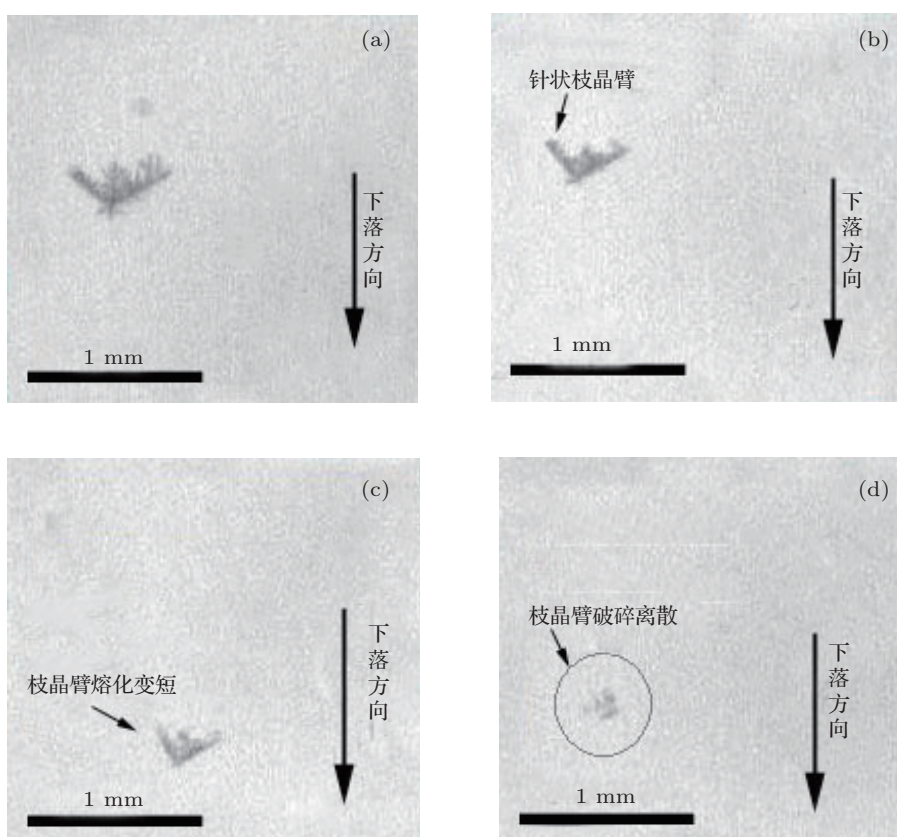 (a)
下落方向
1 mm
(b)
针状枝晶臂
下落方向
1 mm
(c)
下落方向
枝晶臂熔化变短
1 mm
(d)
枝晶臂破碎离散
下落方向
1 mm